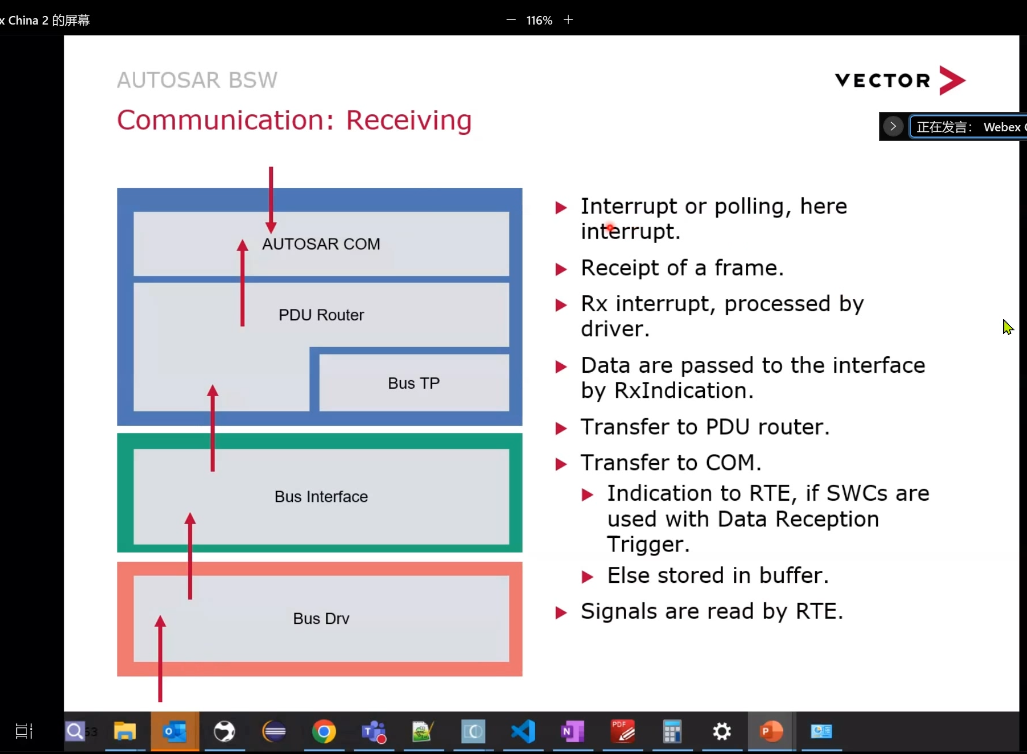 x China 2 的屏幕
116%
AUTOSAR BSW
VECTOR
Communication: Receiving
正在发言: Webex C
AUTOSAR COM
PDU Router
Bus TP
Bus Interface
Bus Drv
Interrupt or polling, here
interrupt.
Receipt of a frame.
Rx interrupt, processed by
driver.
Data are passed to the interface
by RxIndication.
Transfer to PDU router.
Transfer to COM.
Indication to RTE, if SWCs are
used with Data Reception
Trigger.
Else stored in buffer.
Signals are read by RTE.
PDF